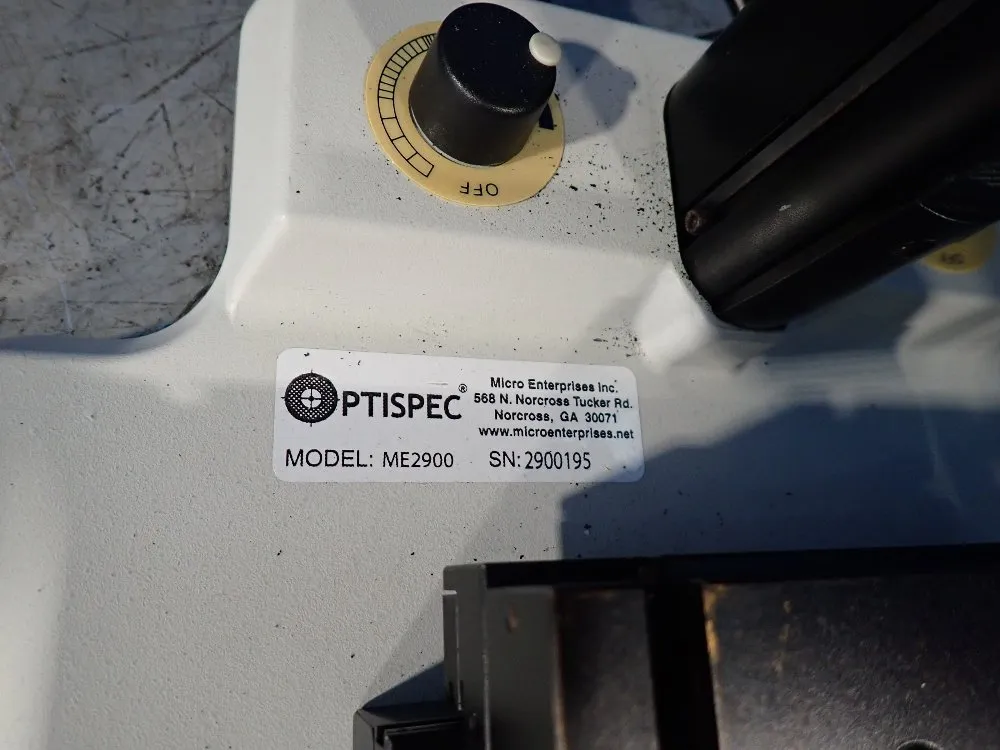 OFF
OPTISPEC®
Micro Enterprises Inc.
568 N. Norcross Tucker Rd.
Norcross, GA 30071
www.microenterprises.net
MODEL: ME2900 SN: 2900195